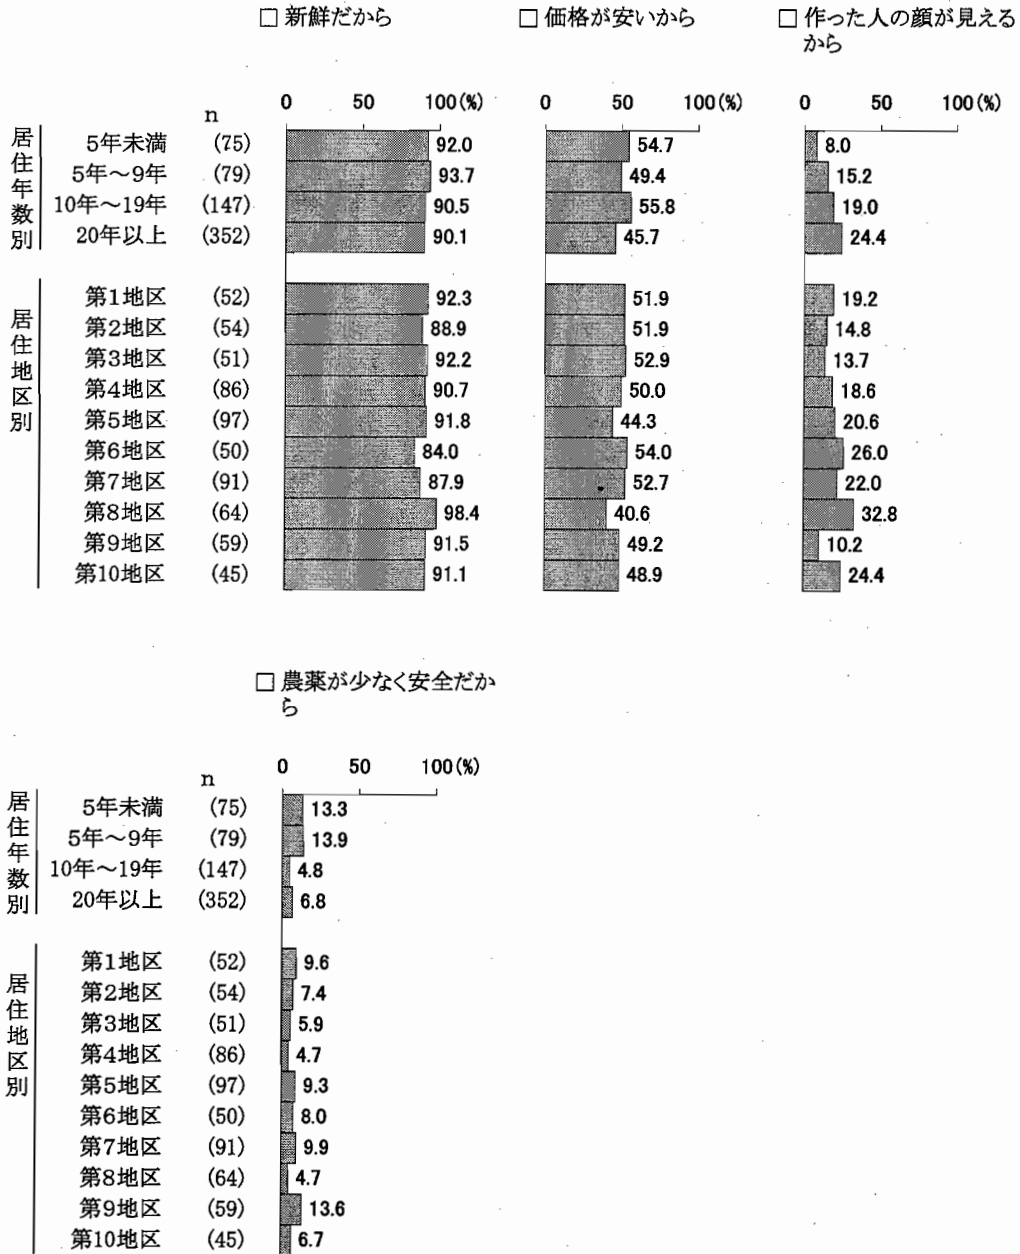 □ 新鮮だから □ 価格が安いから □ 作った人の顔が見える
から
n 0 50 100(%) 0 50 100(%) 0 50 100(%)
居住年数別
5年未満 (75) 92.0 54.7 8.0
5年～9年 (79) 93.7 49.4 15.2
10年～19年 (147) 90.5 55.8 19.0
20年以上 (352) 90.1 45.7 24.4
居住地区別
第1地区 (52) 92.3 51.9 19.2
第2地区 (54) 88.9 51.9 14.8
第3地区 (51) 92.2 52.9 13.7
第4地区 (86) 90.7 50.0 18.6
第5地区 (97) 91.8 44.3 20.6
第6地区 (50) 84.0 54.0 26.0
第7地区 (91) 87.9 52.7 22.0
第8地区 (64) 98.4 40.6 32.8
第9地区 (59) 91.5 49.2 10.2
第10地区 (45) 91.1 48.9 24.4
□ 農薬が少なく安全だか
ら
n 0 50 100(%)
居住年数別
5年未満 (75) 13.3
5年～9年 (79) 13.9
10年～19年 (147) 4.8
20年以上 (352) 6.8
居住地区別
第1地区 (52) 9.6
第2地区 (54) 7.4
第3地区 (51) 5.9
第4地区 (86) 4.7
第5地区 (97) 9.3
第6地区 (50) 8.0
第7地区 (91) 9.9
第8地区 (64) 4.7
第9地区 (59) 13.6
第10地区 (45) 6.7